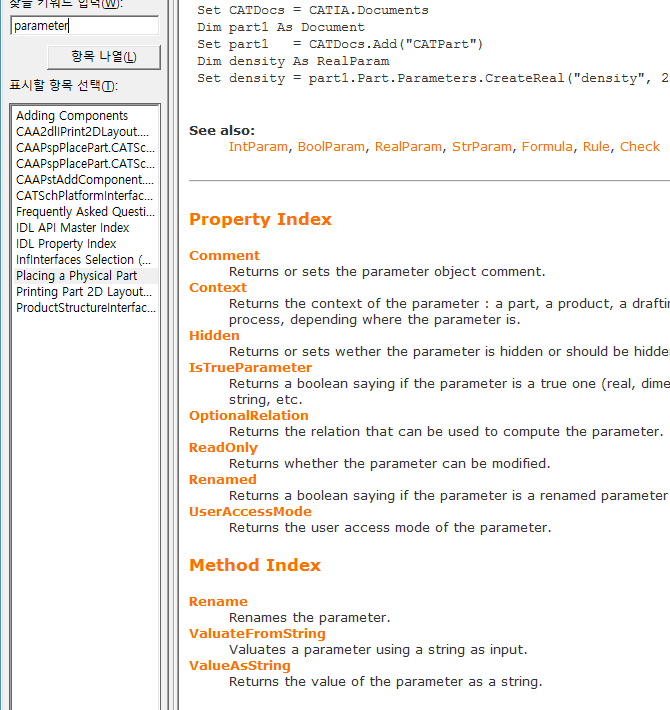 찾을 키워드 입력(W):
parameter
항목 나열(L)
표시할 항목 선택(T):
Adding Components
CAA2dlIPrint2DLayout....
CAAPspPlacePart.CATSc...
CAAPspPlacePart.CATSc...
CAAPstAddComponent....
CATSchPlatformInterfac...
Frequently Asked Questi...
IDL API Master Index
IDL Property Index
InfInterfaces Selection (...
Placing a Physical Part
Printing Part 2D Layout...
ProductStructureInterfac...
Set CATDocs = CATIA.Documents
Dim part1 As Document
Set part1   = CATDocs.Add("CATPart")
Dim density As RealParam
Set density = part1.Part.Parameters.CreateReal("density", 2
See also:
IntParam, BoolParam, RealParam, StrParam, Formula, Rule, Check
Property Index
Comment
Returns or sets the parameter object comment.
Context
Returns the context of the parameter : a part, a product, a
process, depending where the parameter is.
Hidden
Returns or sets wether the parameter is hidden or should be
IsTrueParameter
Returns a boolean saying if the parameter is a true one (real,
string, etc.
OptionalRelation
Returns the relation that can be used to compute the parameter.
ReadOnly
Returns whether the parameter can be modified.
Renamed
Returns a boolean saying if the parameter is a renamed parameter
UserAccessMode
Returns the user access mode of the parameter.
Method Index
Rename
Renames the parameter.
ValuateFromString
Valuates a parameter using a string as input.
ValueAsString
Returns the value of the parameter as a string.